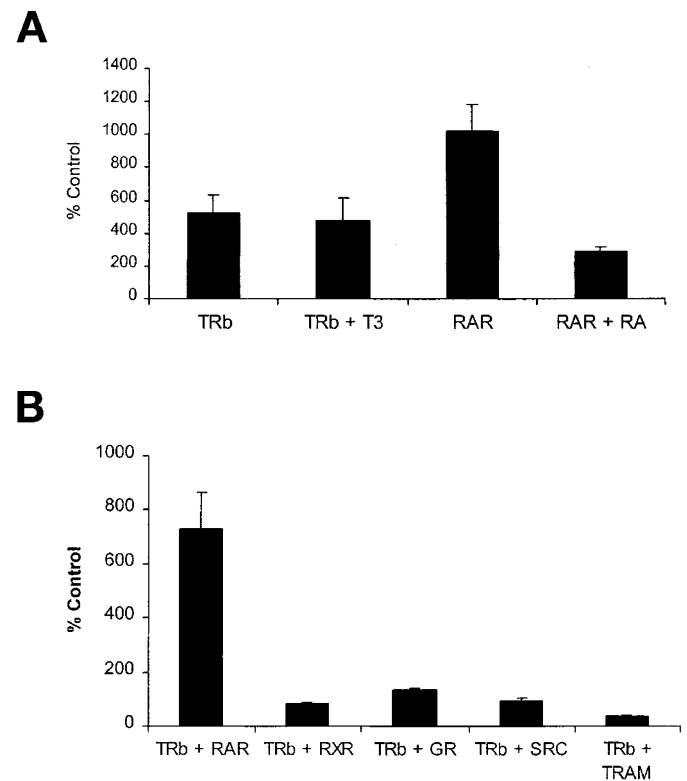 A
1400
1200
1000
800
600
400
200
0
% Control
TRb
TRb + T3
RAR
RAR + RA
B
1000
800
600
400
200
0
% Control
TRb + RAR
TRb + RXR
TRb + GR
TRb + SRC
TRb +
TRAM